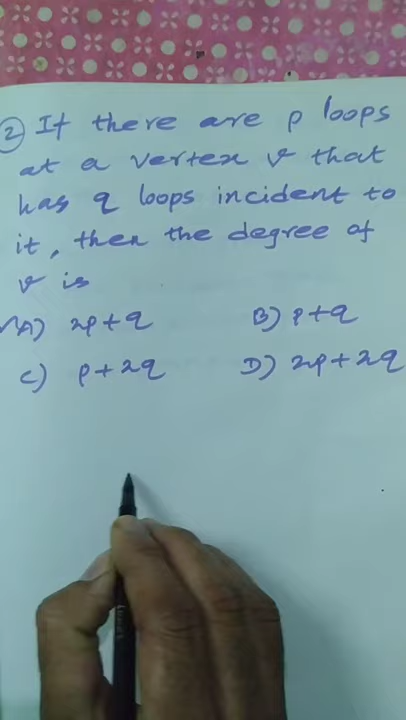 ② If there are p loops
at a vertex v that
has q loops incident to
it, then the degree of
v is
✓A) 2p+q B) p+q
C) p+2q D) 2p+2q